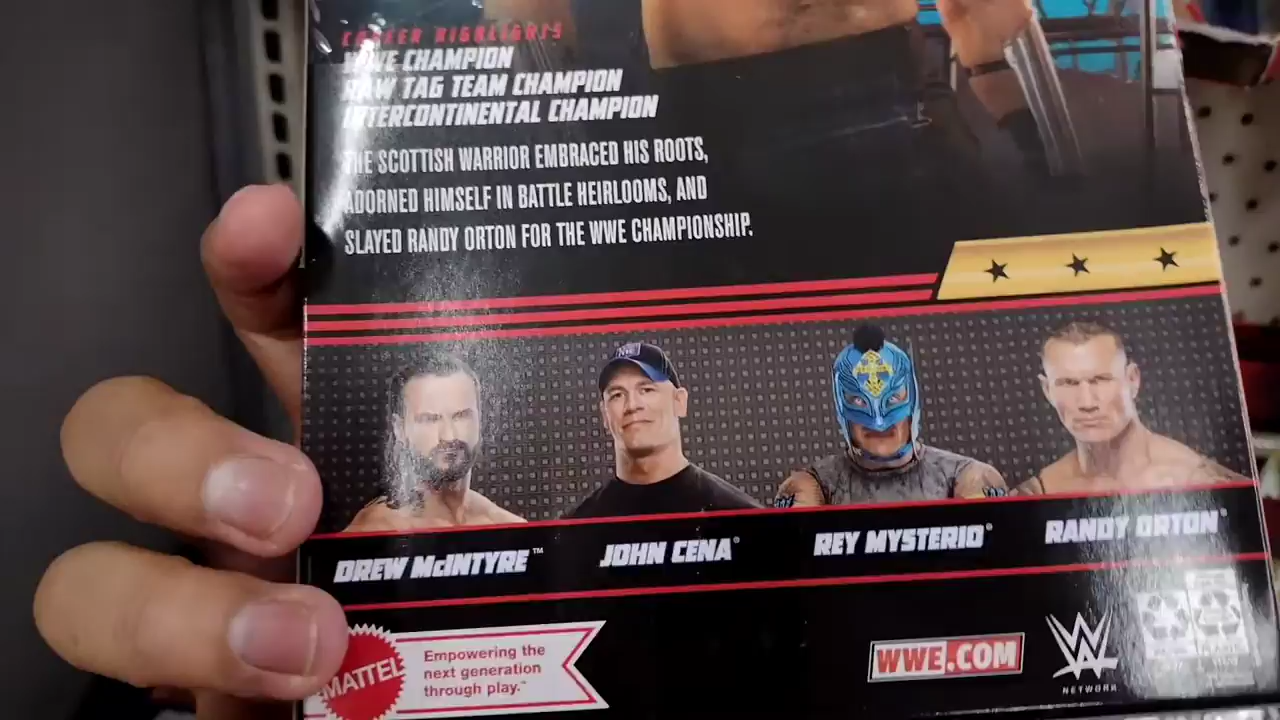 CAREER HIGHLIGHTS
WWE CHAMPION
RAW TAG TEAM CHAMPION
INTERCONTINENTAL CHAMPION
THE SCOTTISH WARRIOR EMBRACED HIS ROOTS,
ADORNED HIMSELF IN BATTLE HEIRLOOMS, AND
SLAYED RANDY ORTON FOR THE WWE CHAMPIONSHIP.
DREW McINTYRE™ JOHN CENA® REY MYSTERIO® RANDY ORTON®
MATTEL
Empowering the
next generation
through play.™
WWE.COM
W
NETWORK